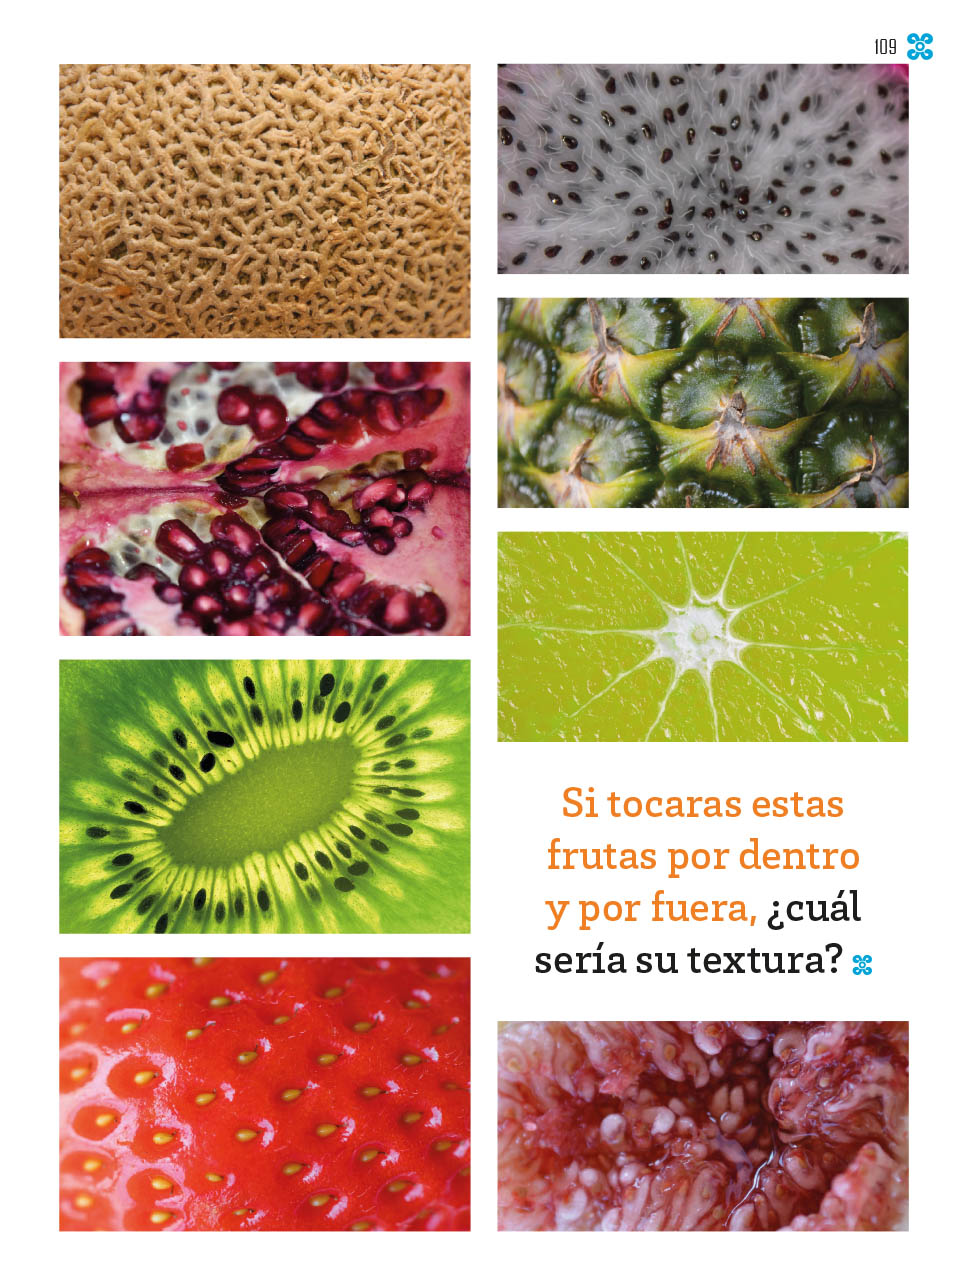 109
Si tocaras estas
frutas por dentro
y por fuera, ¿cuál
sería su textura?